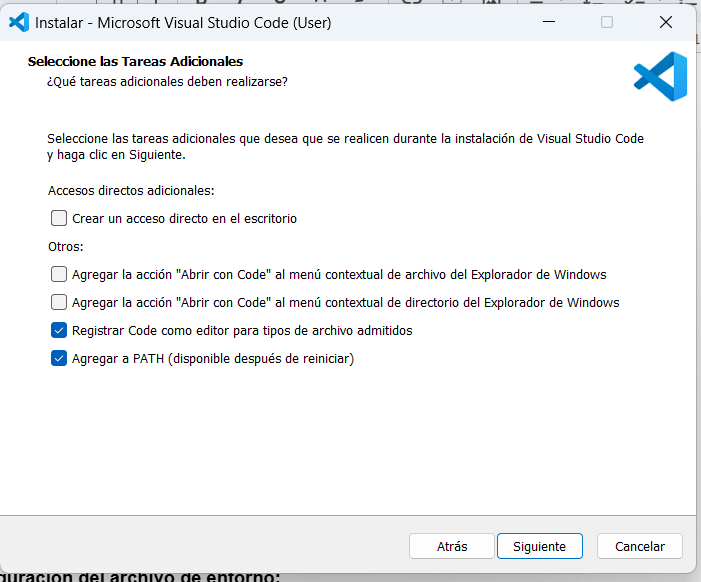 Instalar - Microsoft Visual Studio Code (User)
Seleccione las Tareas Adicionales
¿Qué tareas adicionales deben realizarse?
Seleccione las tareas adicionales que desea que se realicen durante la instalación de Visual Studio Code
y haga clic en Siguiente.
Accesos directos adicionales:
Crear un acceso directo en el escritorio
Otros:
Agregar la acción "Abrir con Code" al menú contextual de archivo del Explorador de Windows
Agregar la acción "Abrir con Code" al menú contextual de directorio del Explorador de Windows
Registrar Code como editor para tipos de archivo admitidos
Agregar a PATH (disponible después de reiniciar)
Atrás
Siguiente
Cancelar
del archivo de entorno: